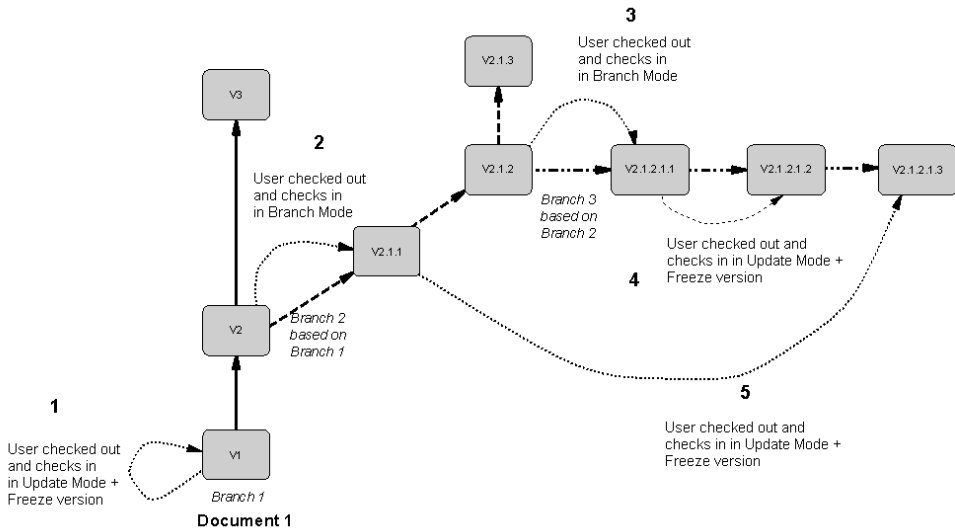 3
User checked out
and checks in
in Branch Mode
V2.1.3
V3
2
User checked out
and checks in
in Branch Mode
V2.1.2
V2.1.2.1.1
V2.1.2.1.2
V2.1.2.1.3
Branch 3
based on
Branch 2
V2.1.1
User checked out and
checks in in Update Mode +
Freeze version
4
V2
Branch 2
based on
Branch 1
5
1
User checked out
and checks in
in Update Mode +
Freeze version
V1
User checked out and
checks in in Update Mode +
Freeze version
Branch 1
Document 1